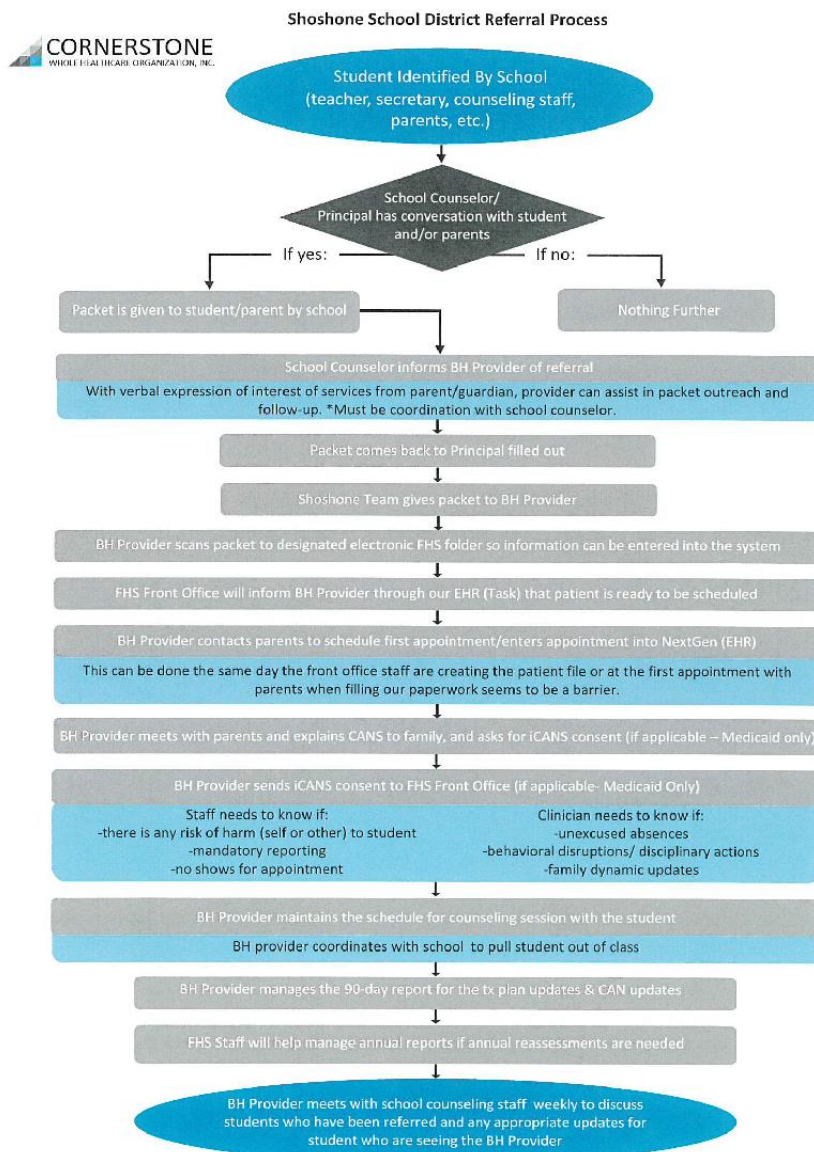 Shoshone School District Referral Process
CORNERSTONE
WHOLE HEALTHCARE ORGANIZATION, INC.
Student Identified By School
(teacher, secretary, counseling staff,
parents, etc.)
School Counselor/
Principal has conversation with student
and/or parents
If yes:
If no:
Packet is given to student/parent by school
Nothing Further
School Counselor informs BH Provider of referral
With verbal expression of interest of services from parent/guardian, provider can assist in packet outreach and
follow-up. *Must be coordination with school counselor.
Packet comes back to Principal filled out
Shoshone Team gives packet to BH Provider
BH Provider scans packet to designated electronic FHS folder so information can be entered into the system
FHS Front Office will inform BH Provider through our EHR (Task) that patient is ready to be scheduled
BH Provider contacts parents to schedule first appointment/enters appointment into NextGen (EHR)
This can be done the same day the front office staff are creating the patient file or at the first appointment with
parents when filling our paperwork seems to be a barrier.
BH Provider meets with parents and explains CANS to family, and asks for iCANS consent (if applicable – Medicaid only)
BH Provider sends iCANS consent to FHS Front Office (if applicable- Medicaid Only)
Staff needs to know if:
-there is any risk of harm (self or other) to student
-mandatory reporting
-no shows for appointment
Clinician needs to know if:
-unexcused absences
-behavioral disruptions/ disciplinary actions
-family dynamic updates
BH Provider maintains the schedule for counseling session with the student
BH provider coordinates with school to pull student out of class
BH Provider manages the 90-day report for the tx plan updates & CAN updates
FHS Staff will help manage annual reports if annual reassessments are needed
BH Provider meets with school counseling staff weekly to discuss
students who have been referred and any appropriate updates for
student who are seeing the BH Provider